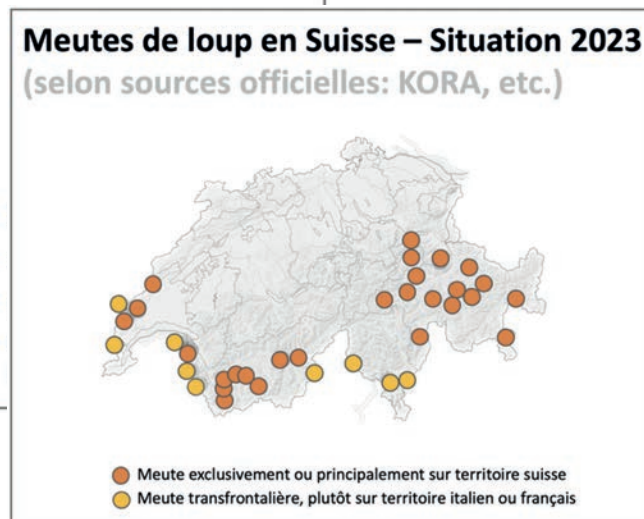 Meutes de loup en Suisse – Situation 2023
(selon sources officielles: KORA, etc.)
Meute exclusivement ou principalement sur territoire suisse
Meute transfrontalière, plutôt sur territoire italien ou français